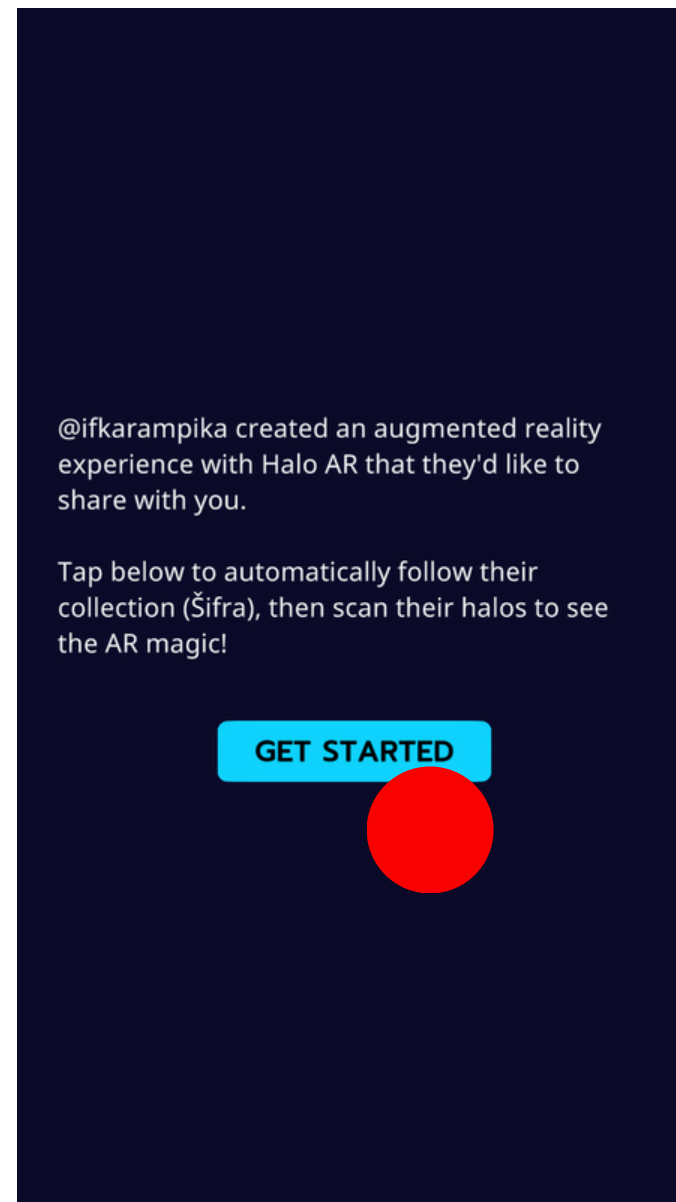 @ifkarampika created an augmented reality
experience with Halo AR that they'd like to
share with you.
Tap below to automatically follow their
collection (Šifra), then scan their halos to see
the AR magic!
GET STARTED